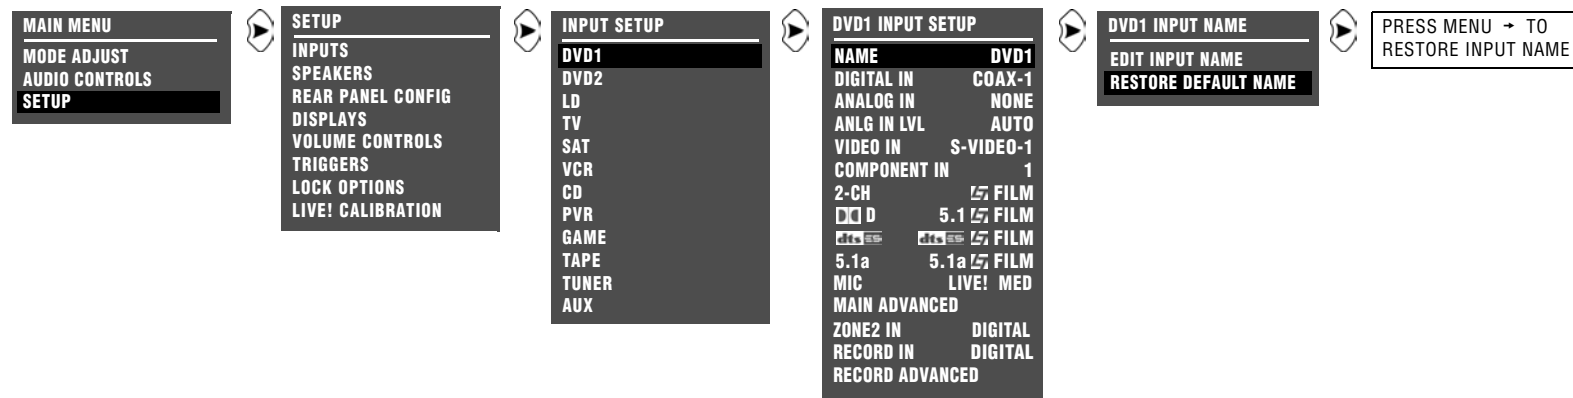 MAIN MENU
MODE ADJUST
AUDIO CONTROLS
SETUP
SETUP
INPUTS
SPEAKERS
REAR PANEL CONFIG
DISPLAYS
VOLUME CONTROLS
TRIGGERS
LOCK OPTIONS
LIVE! CALIBRATION
INPUT SETUP
DVD1
DVD2
LD
TV
SAT
VCR
CD
PVR
GAME
TAPE
TUNER
AUX
DVD1 INPUT SETUP
NAME DVD1
DIGITAL IN COAX-1
ANALOG IN NONE
ANLG IN LVL AUTO
VIDEO IN S-VIDEO-1
COMPONENT IN 1
2-CH L7 FILM
D 5.1 L7 FILM
dts ES dts ES L7 FILM
5.1a 5.1a L7 FILM
MIC LIVE! MED
MAIN ADVANCED
ZONE2 IN DIGITAL
RECORD IN DIGITAL
RECORD ADVANCED
DVD1 INPUT NAME
EDIT INPUT NAME
RESTORE DEFAULT NAME
PRESS MENU → TO
RESTORE INPUT NAME